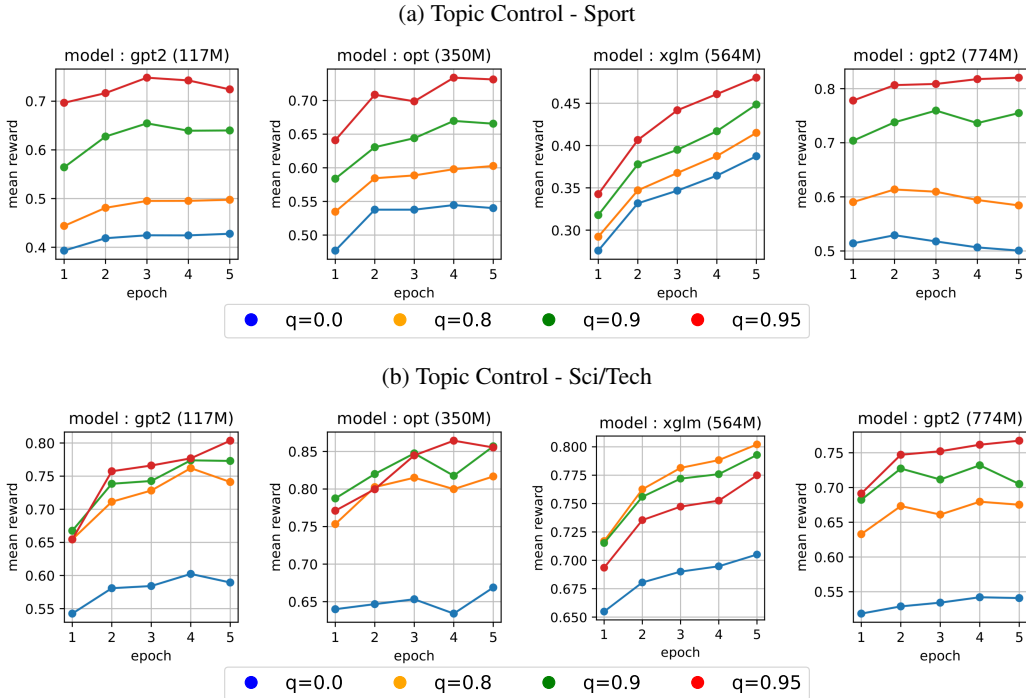 (a) Topic Control - Sport
model : gpt2 (117M)
mean reward
0.7
0.6
0.5
0.4
1 2 3 4 5
epoch
model : opt (350M)
mean reward
0.70
0.65
0.60
0.55
0.50
1 2 3 4 5
epoch
model : xglm (564M)
mean reward
0.45
0.40
0.35
0.30
1 2 3 4 5
epoch
model : gpt2 (774M)
mean reward
0.8
0.7
0.6
0.5
1 2 3 4 5
epoch
q=0.0 q=0.8 q=0.9 q=0.95
(b) Topic Control - Sci/Tech
model : gpt2 (117M)
mean reward
0.80
0.75
0.70
0.65
0.60
0.55
1 2 3 4 5
epoch
model : opt (350M)
mean reward
0.85
0.80
0.75
0.70
0.65
1 2 3 4 5
epoch
model : xglm (564M)
mean reward
0.800
0.775
0.750
0.725
0.700
0.675
0.650
1 2 3 4 5
epoch
model : gpt2 (774M)
mean reward
0.75
0.70
0.65
0.60
0.55
1 2 3 4 5
epoch
q=0.0 q=0.8 q=0.9 q=0.95